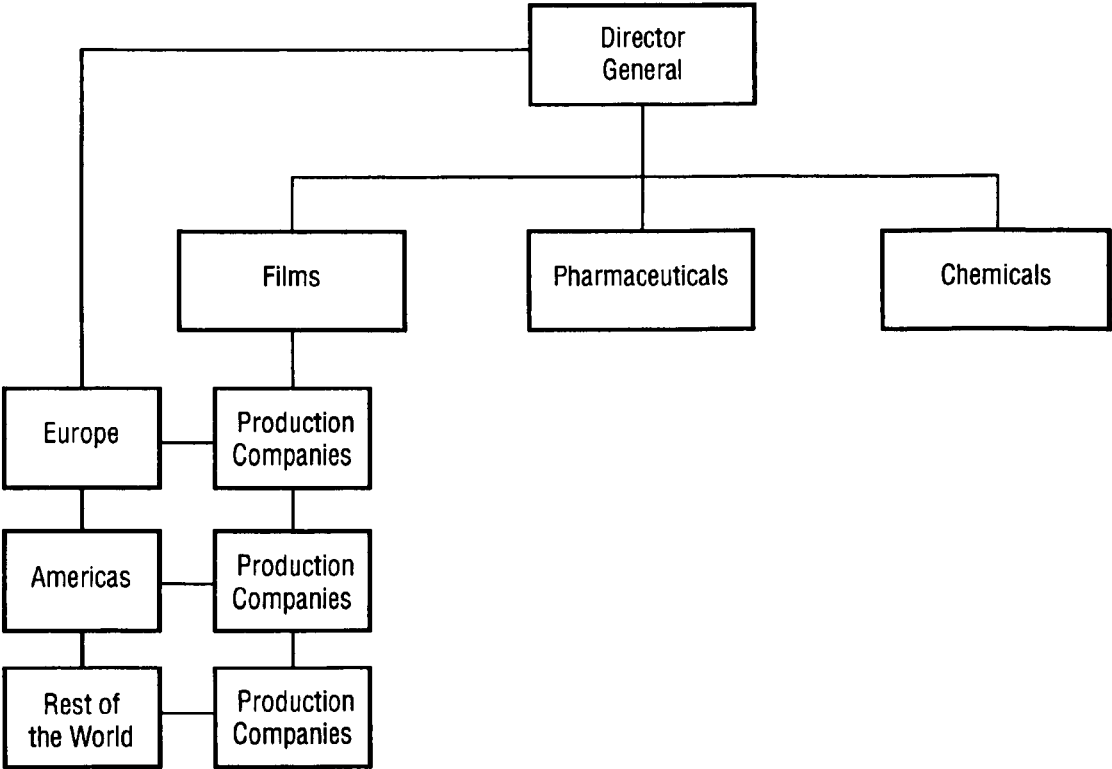 Director
General
Films
Pharmaceuticals
Chemicals
Europe
Production
Companies
Americas
Production
Companies
Rest of
the World
Production
Companies